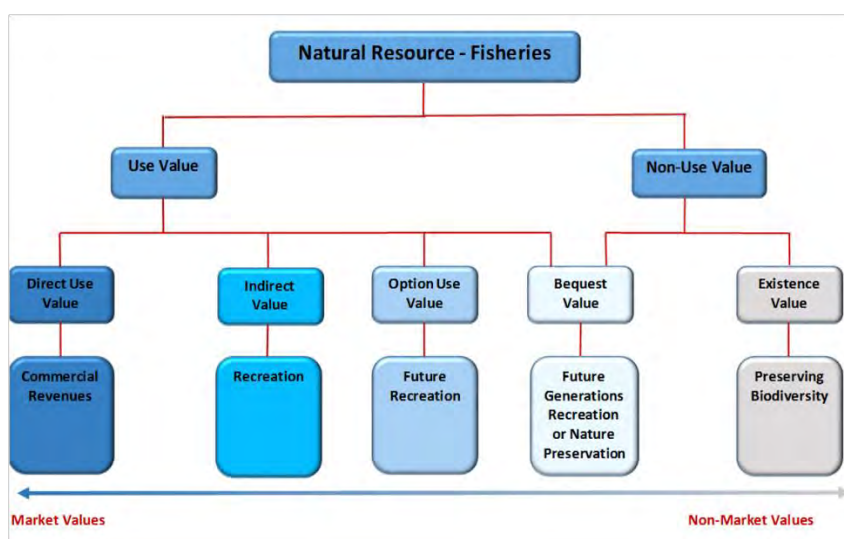 Natural Resource - Fisheries
Use Value
Non-Use Value
Direct Use
Value
Indirect
Value
Option Use
Value
Bequest
Value
Existence
Value
Commercial
Revenues
Recreation
Future
Recreation
Future
Generations
Recreation
or Nature
Preservation
Preserving
Biodiversity
Market Values
Non-Market Values